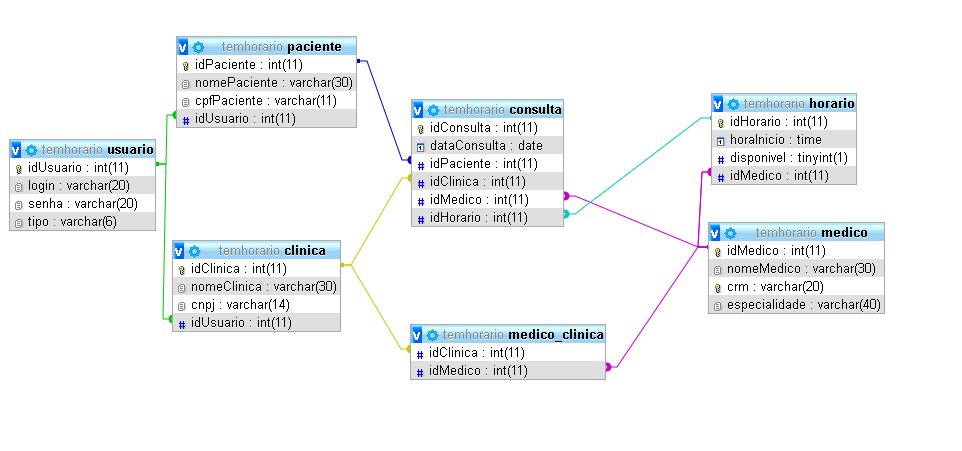 temhorario paciente
idPaciente : int(11)
nomePaciente : varchar(30)
cpfPaciente : varchar(11)
idUsuario : int(11)
temhorario usuario
idUsuario : int(11)
login : varchar(20)
senha : varchar(20)
tipo : varchar(6)
temhorario clinica
idClinica : int(11)
nomeClinica : varchar(30)
cnpj : varchar(14)
idUsuario : int(11)
temhorario consulta
idConsulta : int(11)
dataConsulta : date
idPaciente : int(11)
idClinica : int(11)
idMedico : int(11)
idHorario : int(11)
temhorario medico_clinica
idClinica : int(11)
idMedico : int(11)
temhorario horario
idHorario : int(11)
horaInicio : time
disponivel : tinyint(1)
idMedico : int(11)
temhorario medico
idMedico : int(11)
nomeMedico : varchar(30)
crm : varchar(20)
especialidade : varchar(40)